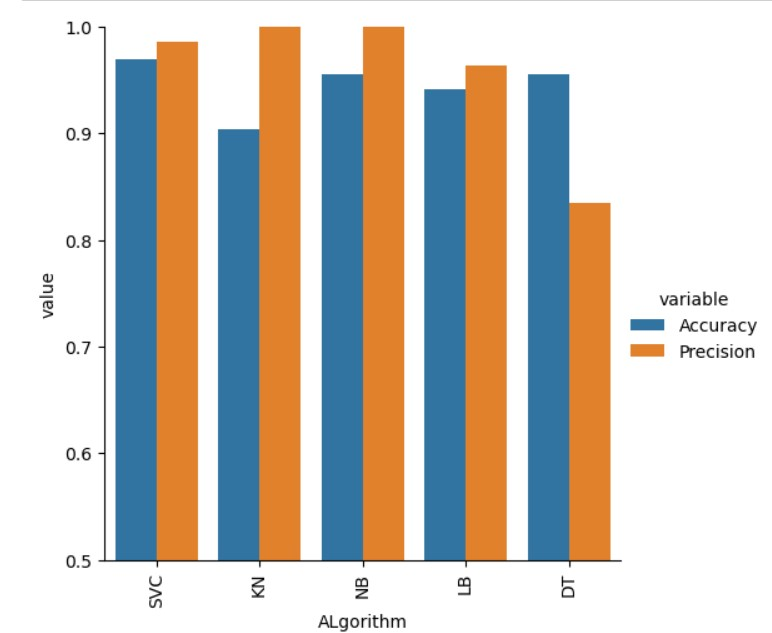 1.0
0.9
0.8
0.7
0.6
0.5
value
SVC
KN
NB
LB
DT
ALgorithm
variable
Accuracy
Precision